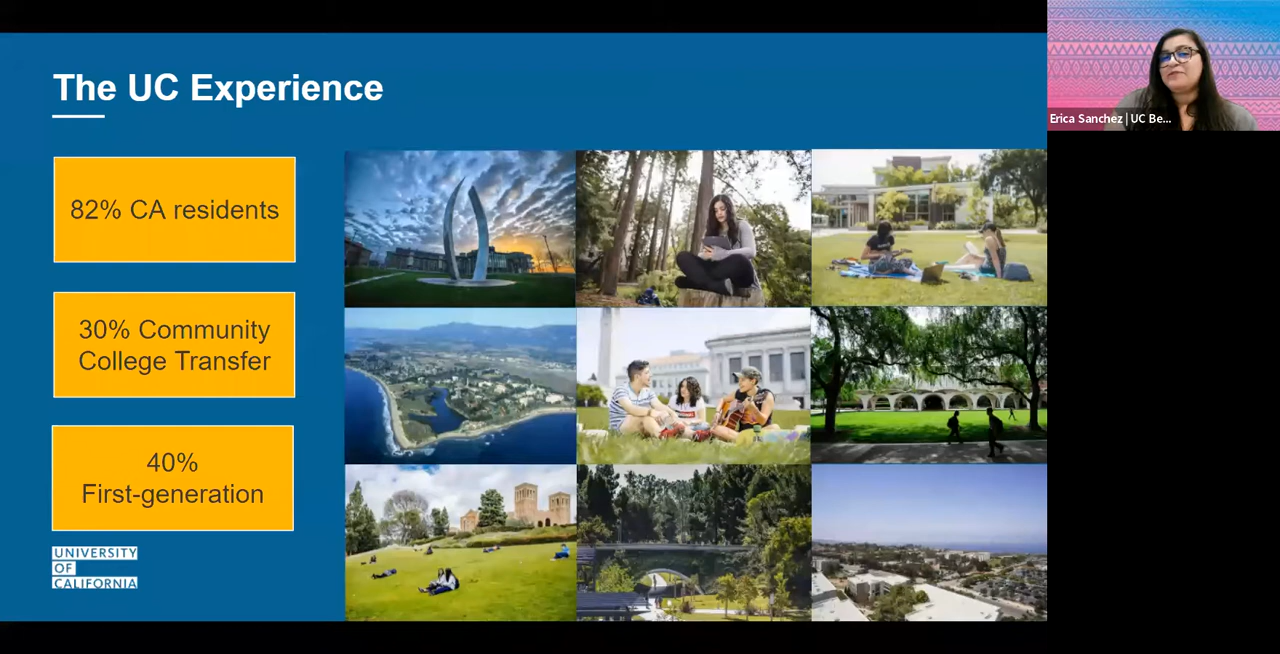 The UC Experience
82% CA residents
30% Community
College Transfer
40%
First-generation
UNIVERSITY
OF
CALIFORNIA
Erica Sanchez | UC Be...